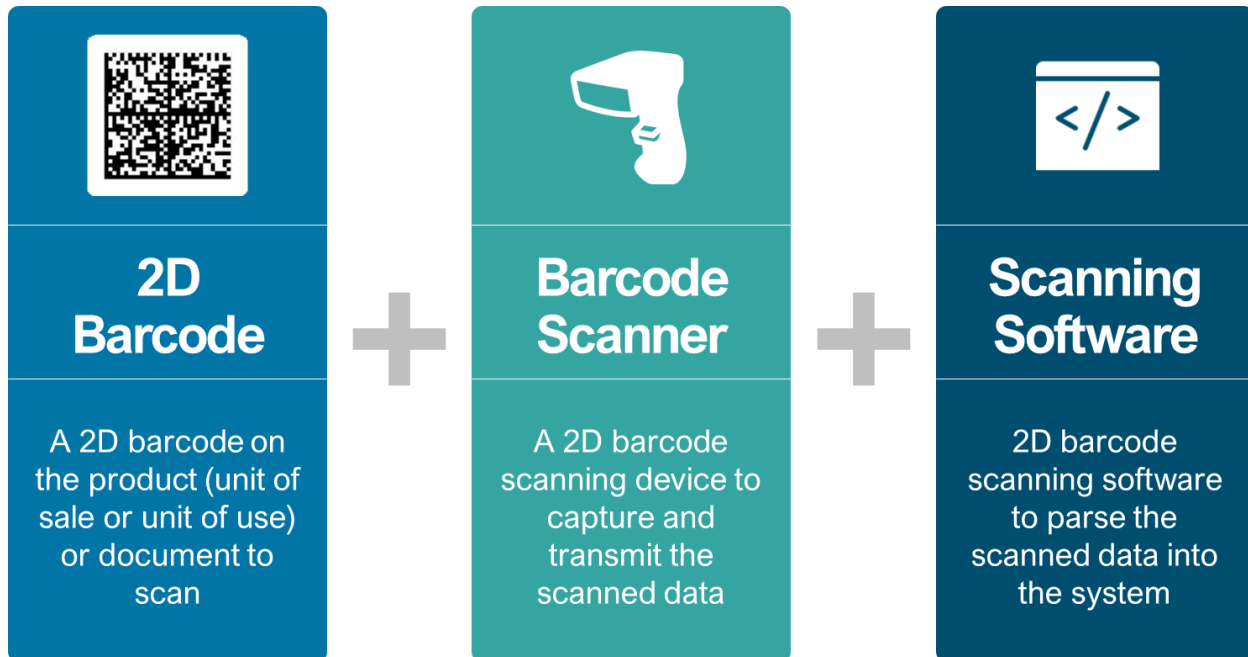 2D
Barcode
A 2D barcode on
the product (unit of
sale or unit of use)
or document to
scan
Barcode
Scanner
A 2D barcode
scanning device to
capture and
transmit the
scanned data
</>
Scanning
Software
2D barcode
scanning software
to parse the
scanned data into
the system